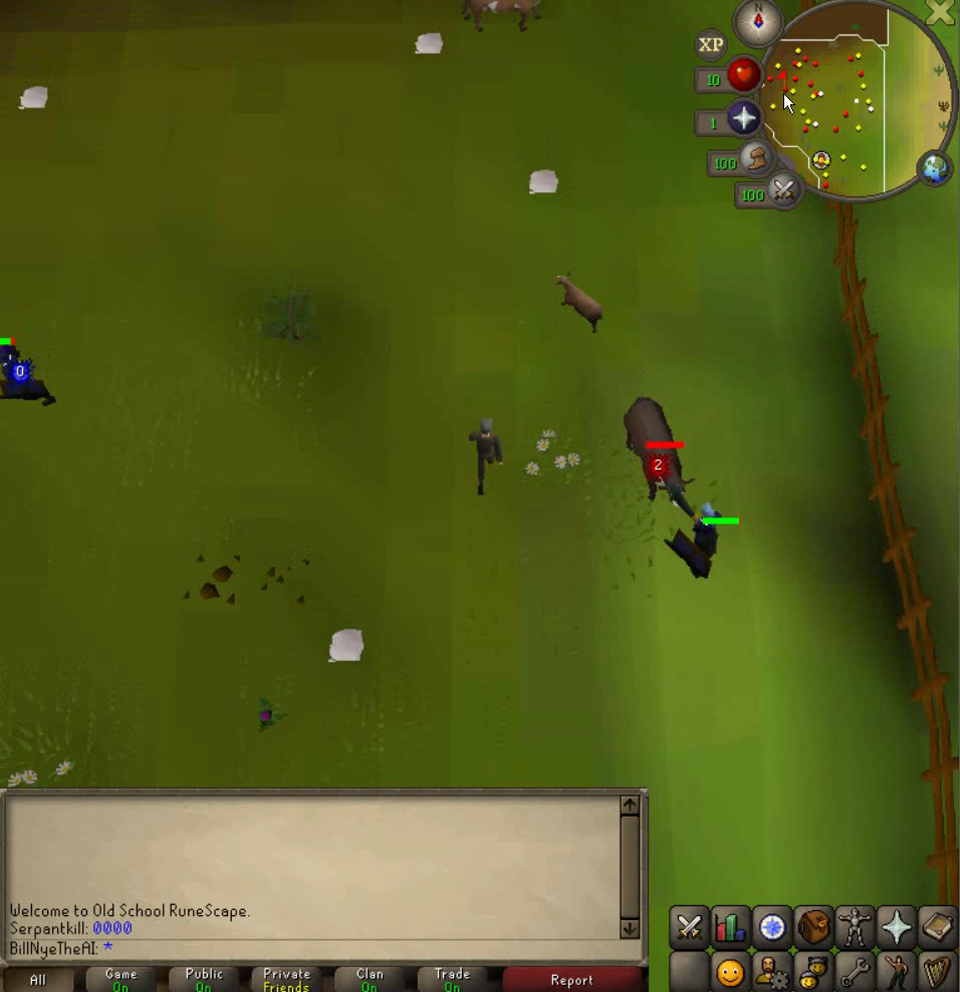 N
XP
10
1
0
2
100
100
Welcome to Old School RuneScape.
Serpantkill: 0000
BillNyeTheAI: *
All
Game
On
Public
On
Private
Friends
Clan
On
Trade
On
Report